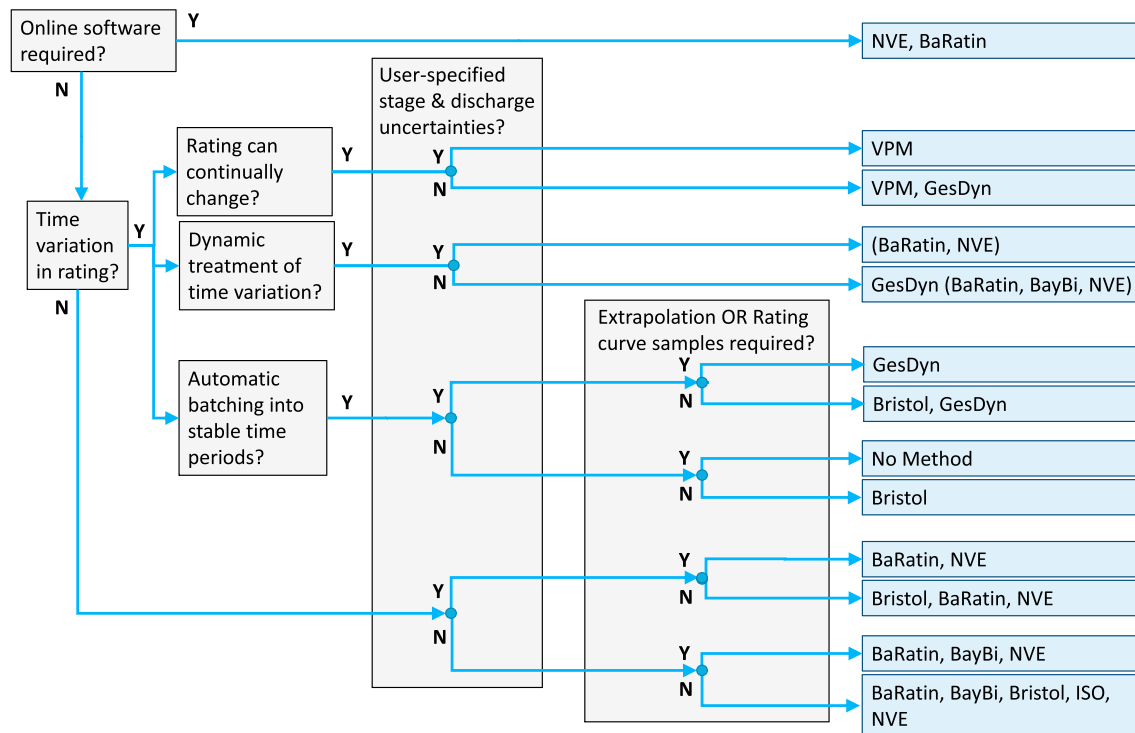 Online software
required?
Y
NVE, BaRatin
N
User-specified
stage & discharge
uncertainties?
Rating can
continually
change?
Y
Y
N
VPM
VPM, GesDyn
Time
variation
in rating?
Y
N
Dynamic
treatment of
time variation?
Y
Y
N
(BaRatin, NVE)
GesDyn (BaRatin, BayBi, NVE)
Extrapolation OR Rating
curve samples required?
Automatic
batching into
stable time
periods?
Y
Y
N
Y
N
GesDyn
Bristol, GesDyn
Y
N
No Method
Bristol
Y
N
Y
N
BaRatin, NVE
Bristol, BaRatin, NVE
Y
N
BaRatin, BayBi, NVE
BaRatin, BayBi, Bristol, ISO,
NVE